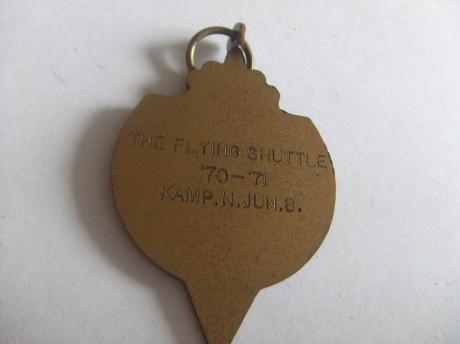 THE FLYING SHUTTLE
'70-'71
KAMP.N.JUN.B.